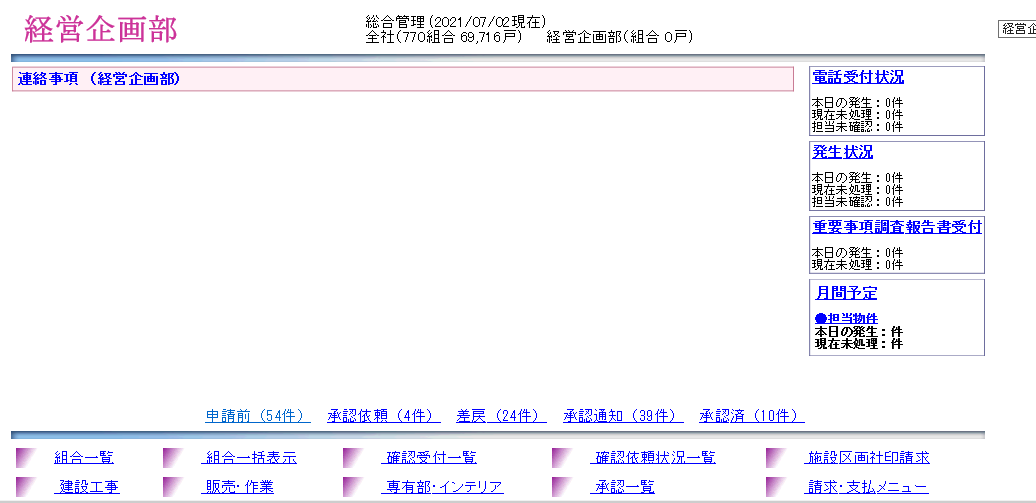 経営企画部
総合管理(2021/07/02現在)
全社(770組合 69,716戸) 経営企画部(組合 0戸)
経営企
連絡事項 (経営企画部)
電話受付状況
本日の発生:0件
現在未処理:0件
担当未確認:0件
発生状況
本日の発生:0件
現在未処理:0件
担当未確認:0件
重要事項調査報告書受付
本日の発生:0件
現在未処理:0件
月間予定
●担当物件
本日の発生:件
現在未処理:件
申請前 (54件) 承認依頼 (4件) 差戻 (24件) 承認通知 (39件) 承認済 (10件)
組合一覧 組合一括表示 確認受付一覧 確認依頼状況一覧 施設区画社印請求
建設工事 販売・作業 専有部・インテリア 承認一覧 請求・支払メニュー